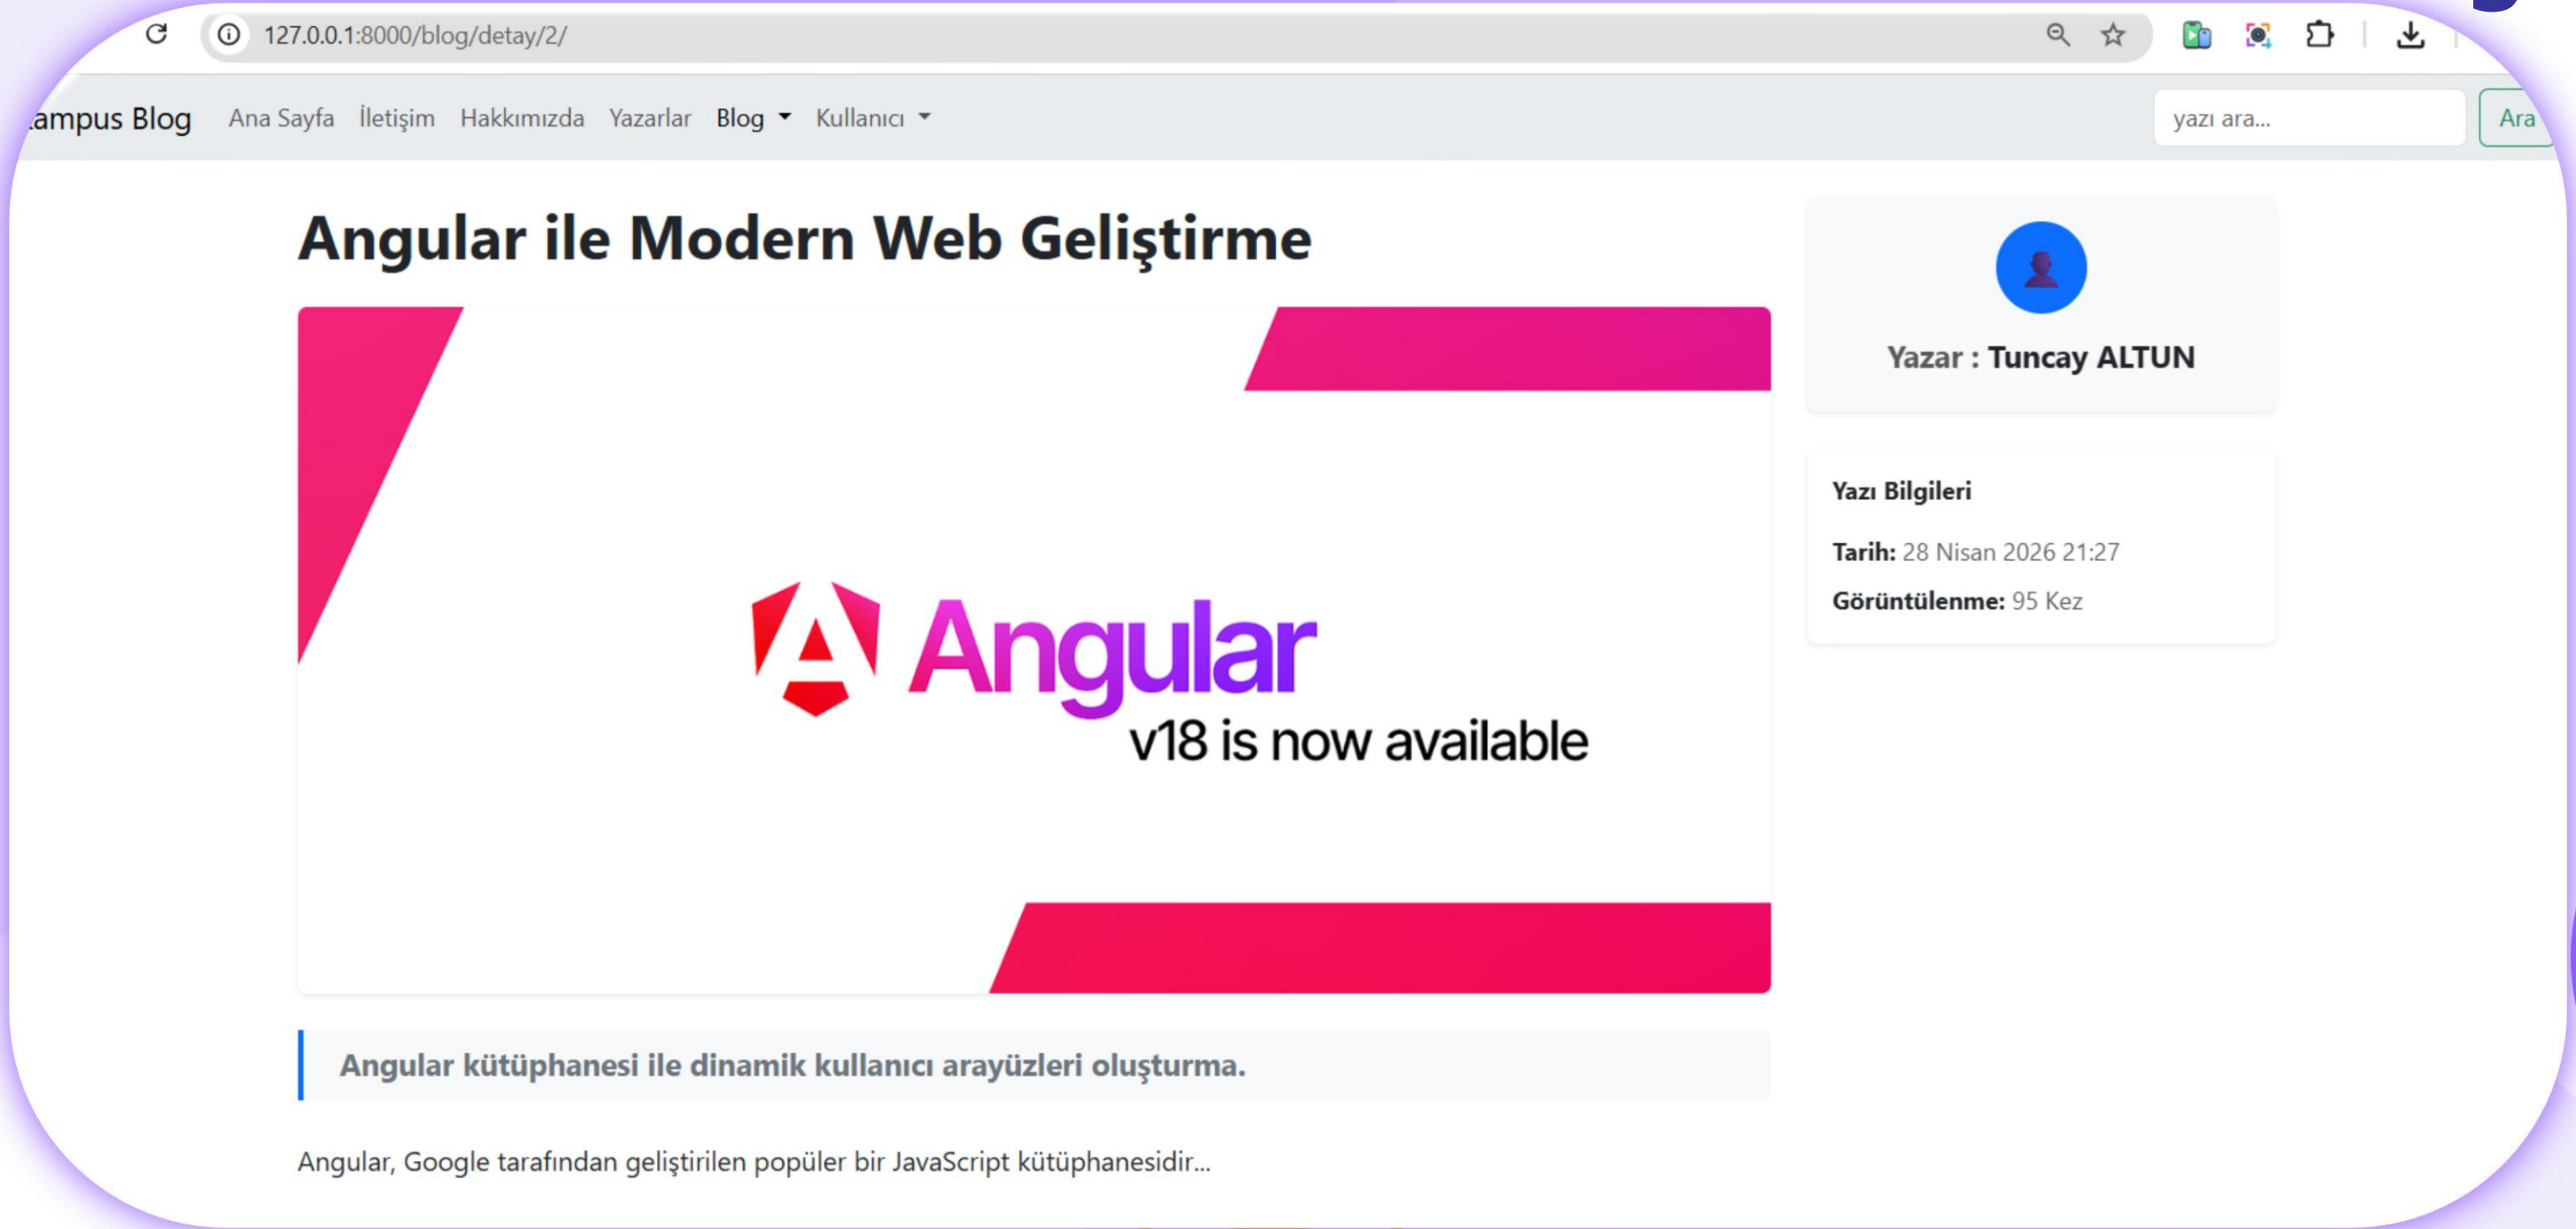 127.0.0.1:8000/blog/detay/2/
ampus Blog Ana Sayfa İletişim Hakkımızda Yazarlar Blog Kullanıcı yazı ara... Ara
Angular ile Modern Web Geliştirme
Angular
v18 is now available
Angular kütüphanesi ile dinamik kullanıcı arayüzleri oluşturma.
Angular, Google tarafından geliştirilen popüler bir JavaScript kütüphanesidir...
Yazar : Tuncay ALTUN
Yazı Bilgileri
Tarih: 28 Nisan 2026 21:27
Görüntülenme: 95 Kez